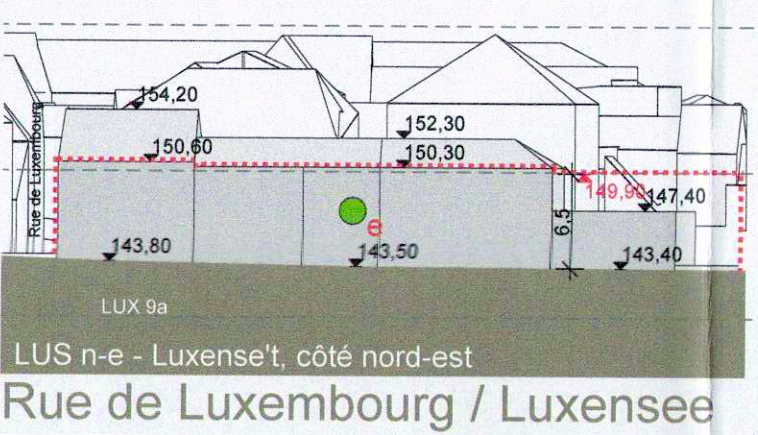 154,20
152,30
150,60
150,30
149,90
147,40
Rue de Luxembourg
6,5
e
143,80
143,50
143,40
LUX 9a
LUS n-e - Luxense't, côté nord-est
Rue de Luxembourg / Luxensee